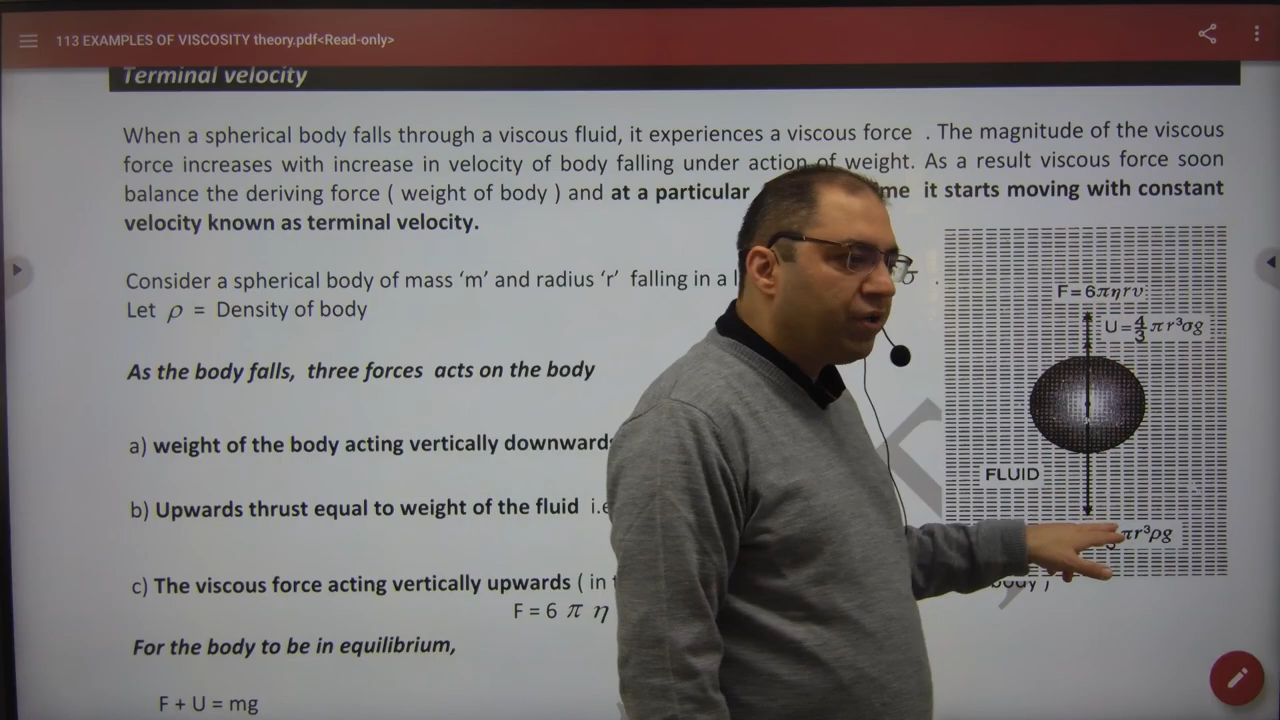 113 EXAMPLES OF VISCOSITY theory.pdf<Read-only>
Terminal velocity
When a spherical body falls through a viscous fluid, it experiences a viscous force . The magnitude of the viscous
force increases with increase in velocity of body falling under action of weight. As a result viscous force soon
balance the deriving force ( weight of body ) and at a particular me it starts moving with constant
velocity known as terminal velocity.
Consider a spherical body of mass ‘m’ and radius ‘r’ falling in a l σ .
Let ρ = Density of body
As the body falls, three forces acts on the body
a) weight of the body acting vertically downwards
b) Upwards thrust equal to weight of the fluid i.e
c) The viscous force acting vertically upwards ( in body )
F = 6 π η
For the body to be in equilibrium,
F + U = mg
F=6πηrυ
U=4/3 πr³σg
FLUID
πr³ρg